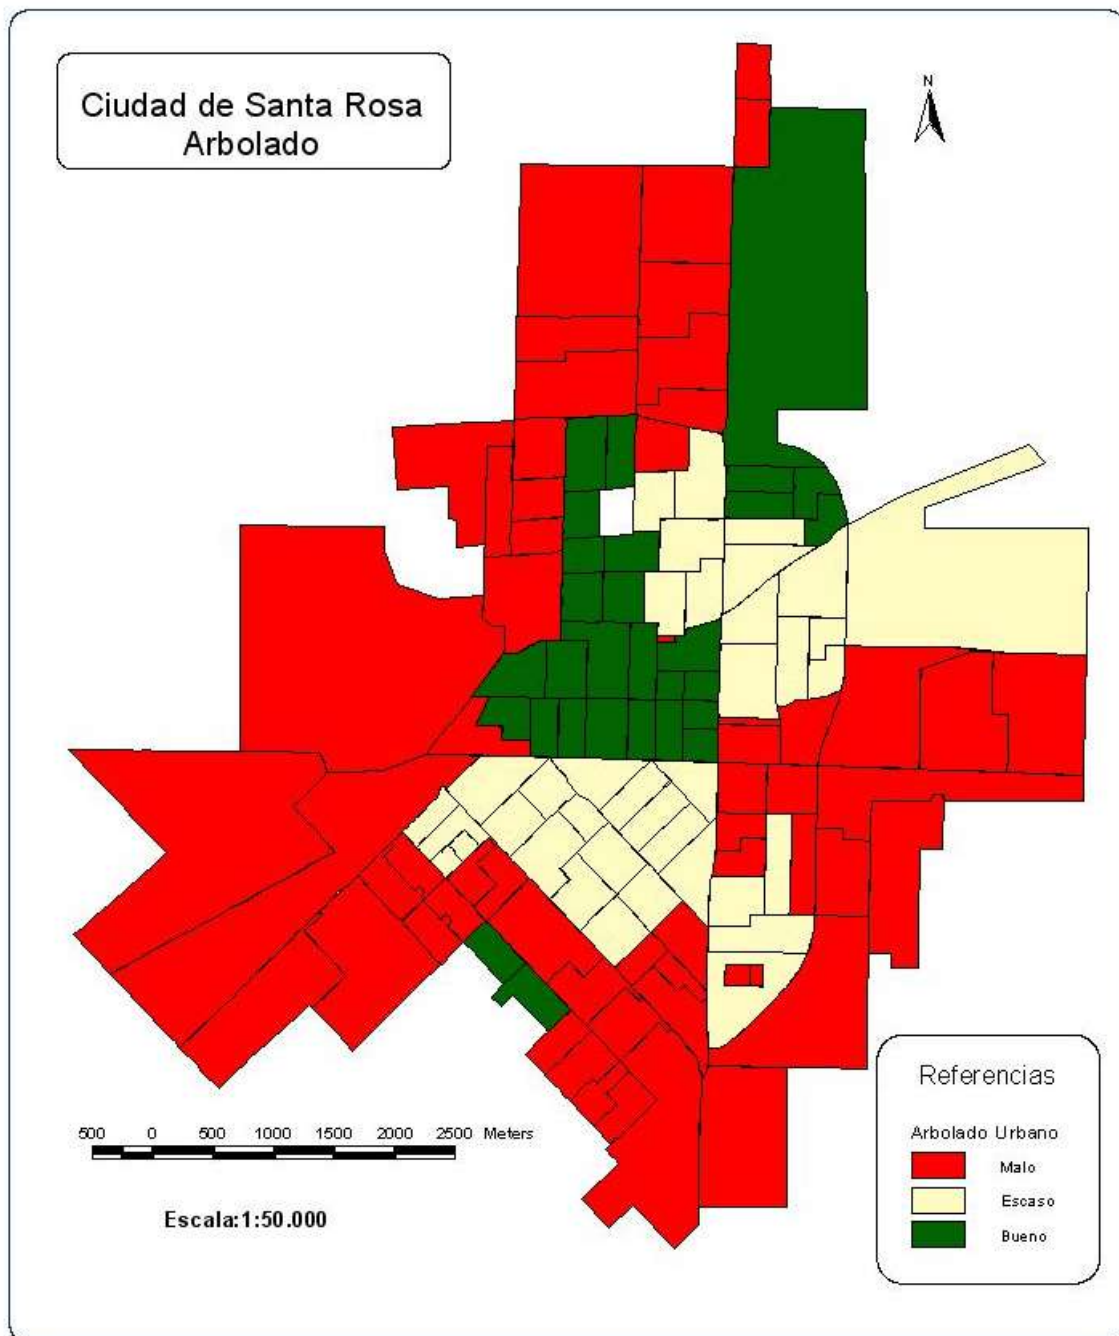 Ciudad de Santa Rosa
Arbolado
N
500 0 500 1000 1500 2000 2500 Meters
Escala:1:50.000
Referencias
Arbolado Urbano
Malo
Escaso
Bueno